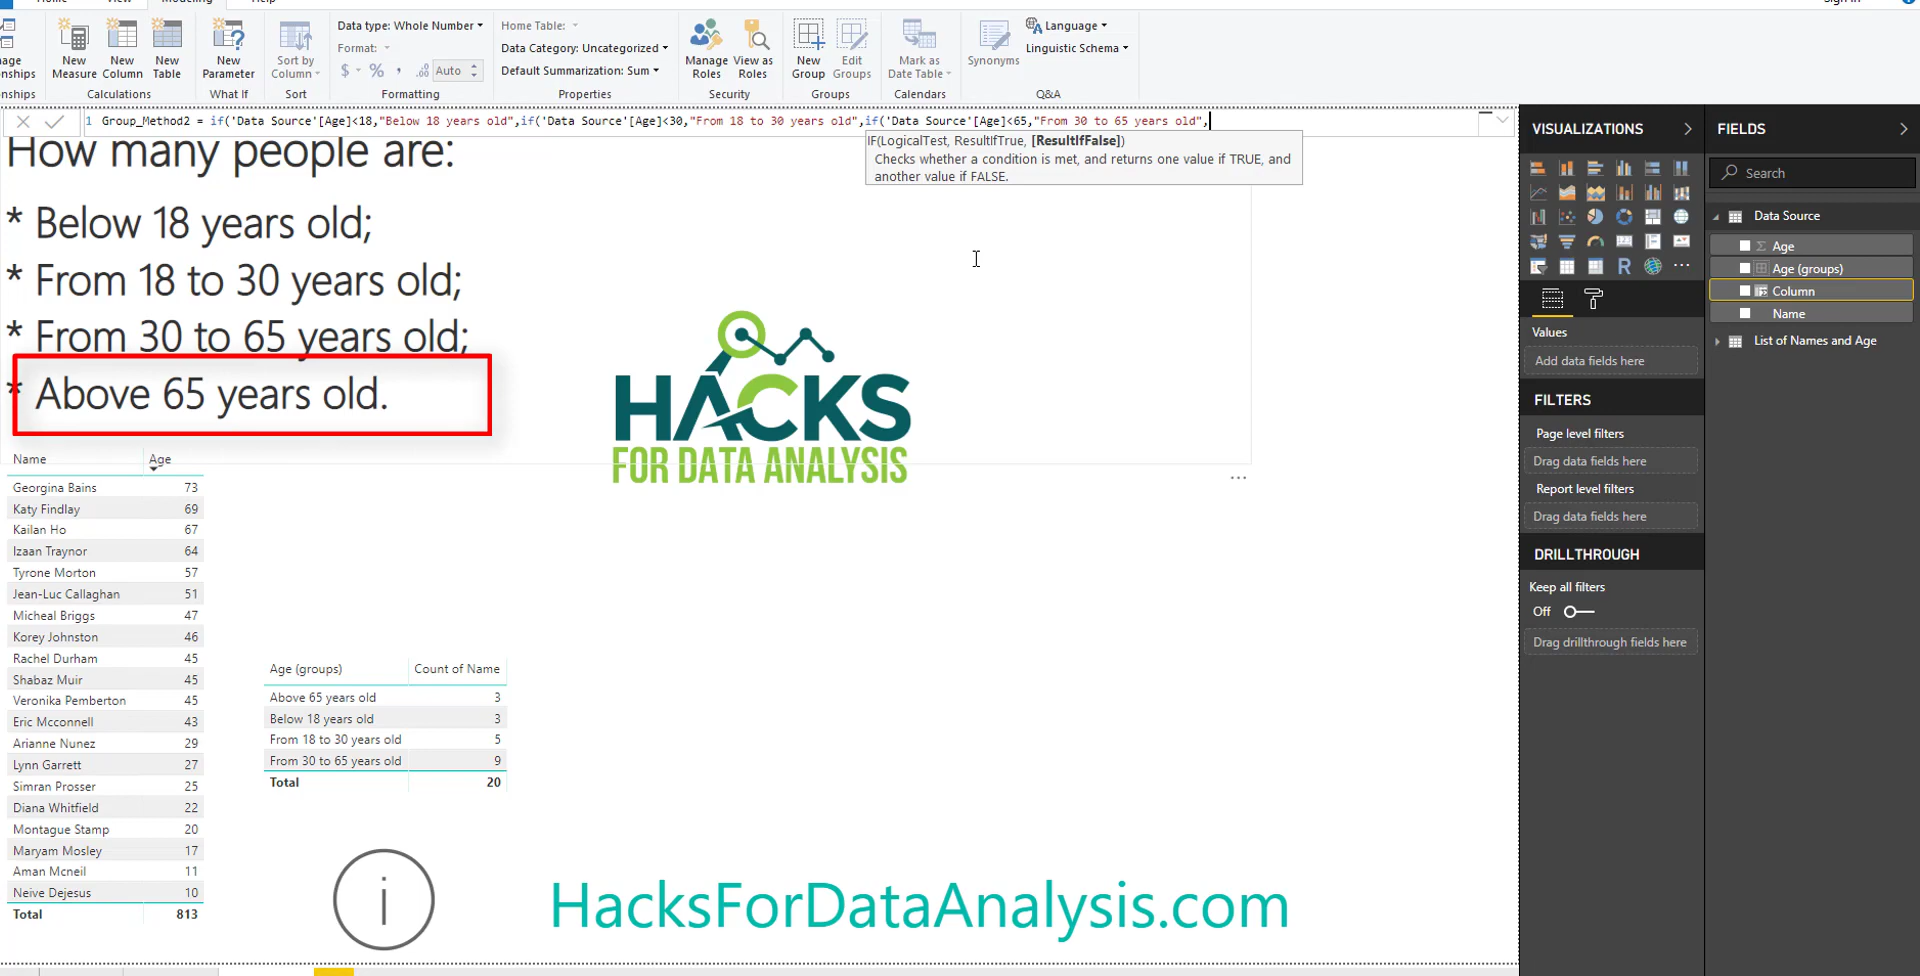 Home View Modeling Help Sign in
Data type: Whole Number
Home Table:
Language
Format:
Data Category: Uncategorized
Linguistic Schema
$ % , .00 Auto
Default Summarization: Sum
New Measure
New Column
New Table
New Parameter
Sort by Column
Manage Roles
View as Roles
New Group
Edit Groups
Mark as Date Table
Synonyms
Calculations
What If
Sort
Formatting
Properties
Security
Groups
Calendars
Q&A
1 Group_Method2 = if('Data Source'[Age]<18,"Below 18 years old",if('Data Source'[Age]<30,"From 18 to 30 years old",if('Data Source'[Age]<65,"From 30 to 65 years old",
IF(LogicalTest, ResultIfTrue, [ResultIfFalse])
Checks whether a condition is met, and returns one value if TRUE, and
another value if FALSE.
How many people are:
* Below 18 years old;
* From 18 to 30 years old;
* From 30 to 65 years old;
* Above 65 years old.
HACKS
FOR DATA ANALYSIS
Name Age
Georgina Bains 73
Katy Findlay 69
Kailan Ho 67
Izaan Traynor 64
Tyrone Morton 57
Jean-Luc Callaghan 51
Micheal Briggs 47
Korey Johnston 46
Rachel Durham 45
Shabaz Muir 45
Veronika Pemberton 45
Eric Mcconnell 43
Arianne Nunez 29
Lynn Garrett 27
Simran Prosser 25
Diana Whitfield 22
Montague Stamp 20
Maryam Mosley 17
Aman Mcneil 11
Neive Dejesus 10
Total 813
Age (groups) Count of Name
Above 65 years old 3
Below 18 years old 3
From 18 to 30 years old 5
From 30 to 65 years old 9
Total 20
i
HacksForDataAnalysis.com
VISUALIZATIONS
R
Values
Add data fields here
FILTERS
Page level filters
Drag data fields here
Report level filters
Drag data fields here
DRILLTHROUGH
Keep all filters
Off
Drag drillthrough fields here
FIELDS
Search
Data Source
Age
Age (groups)
Column
Name
List of Names and Age